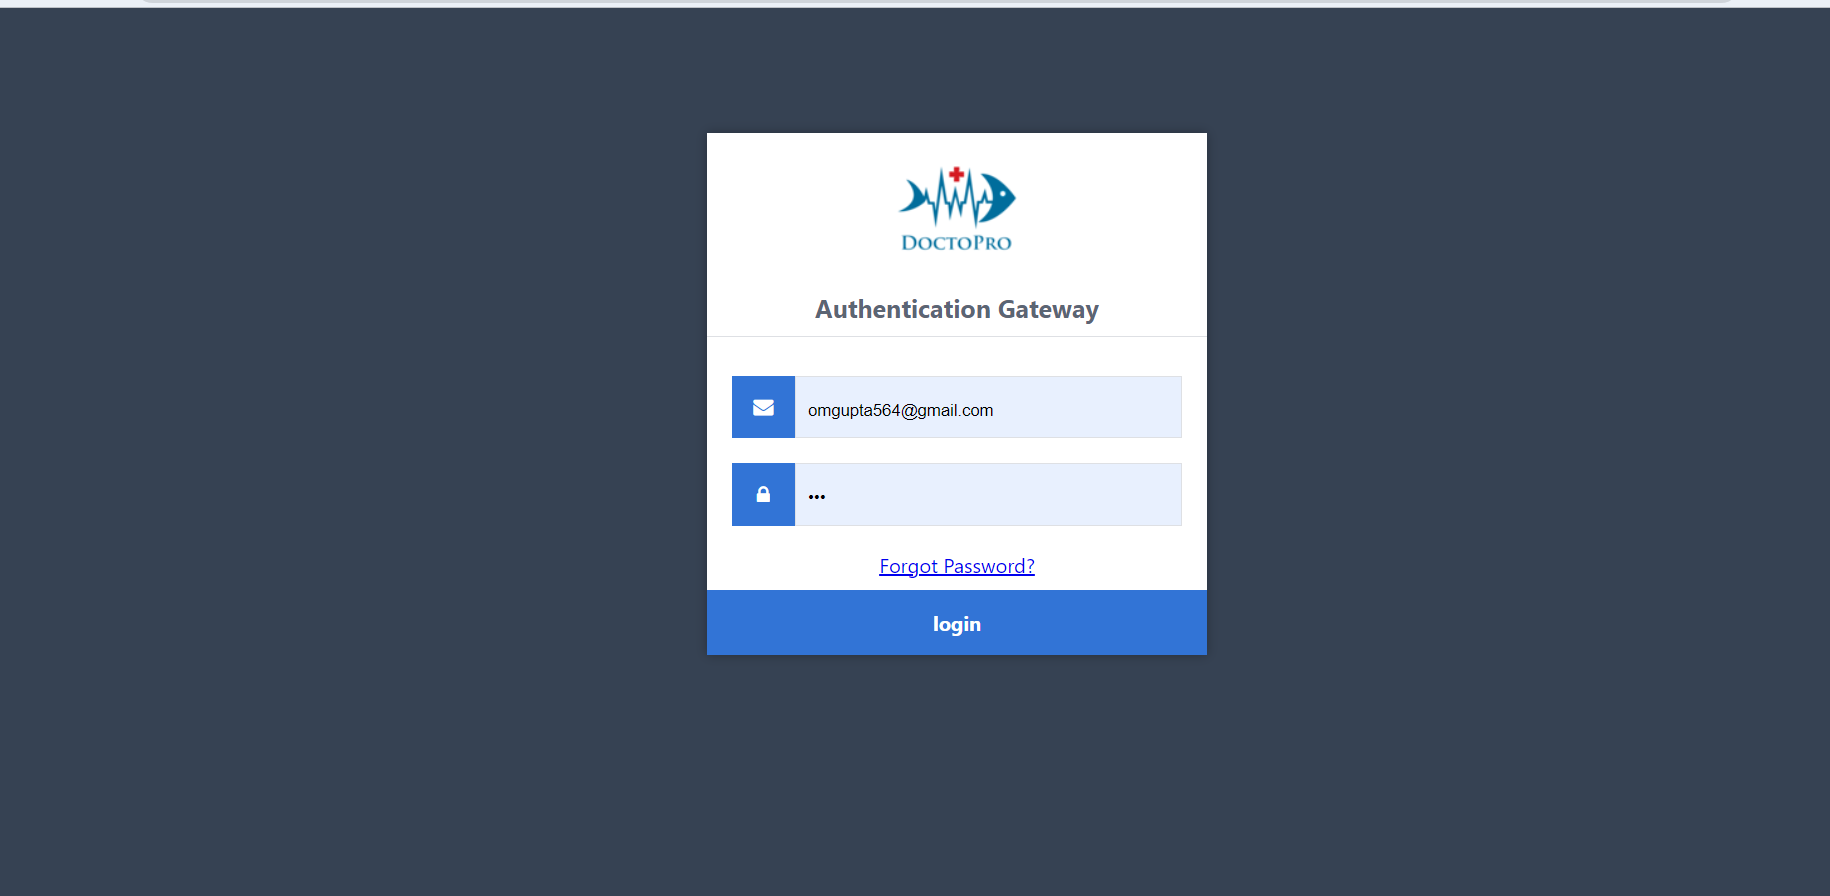 DOCTOPRO
Authentication Gateway
omgupta564@gmail.com
•••
Forgot Password?
login